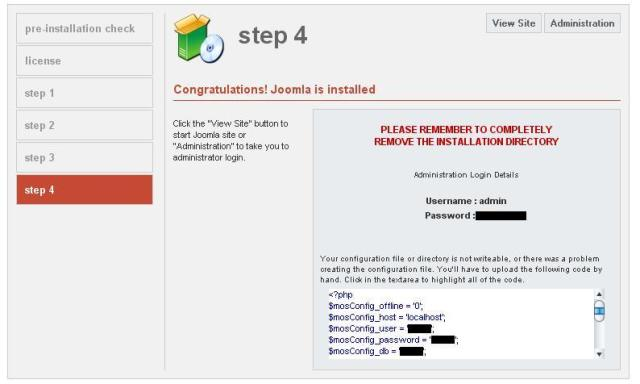 pre-installation check
license
step 1
step 2
step 3
step 4
step 4
View Site
Administration
Congratulations! Joomla is installed
Click the "View Site" button to
start Joomla site or
"Administration" to take you to
administrator login.
PLEASE REMEMBER TO COMPLETELY
REMOVE THE INSTALLATION DIRECTORY
Administration Login Details
Username : admin
Password :
Your configuration file or directory is not writeable, or there was a problem
creating the configuration file. You'll have to upload the following code by
hand. Click in the textarea to highlight all of the code.
<?php
$mosConfig_offline = '0';
$mosConfig_host = 'localhost';
$mosConfig_user = '';
$mosConfig_password = '';
$mosConfig_db = '';